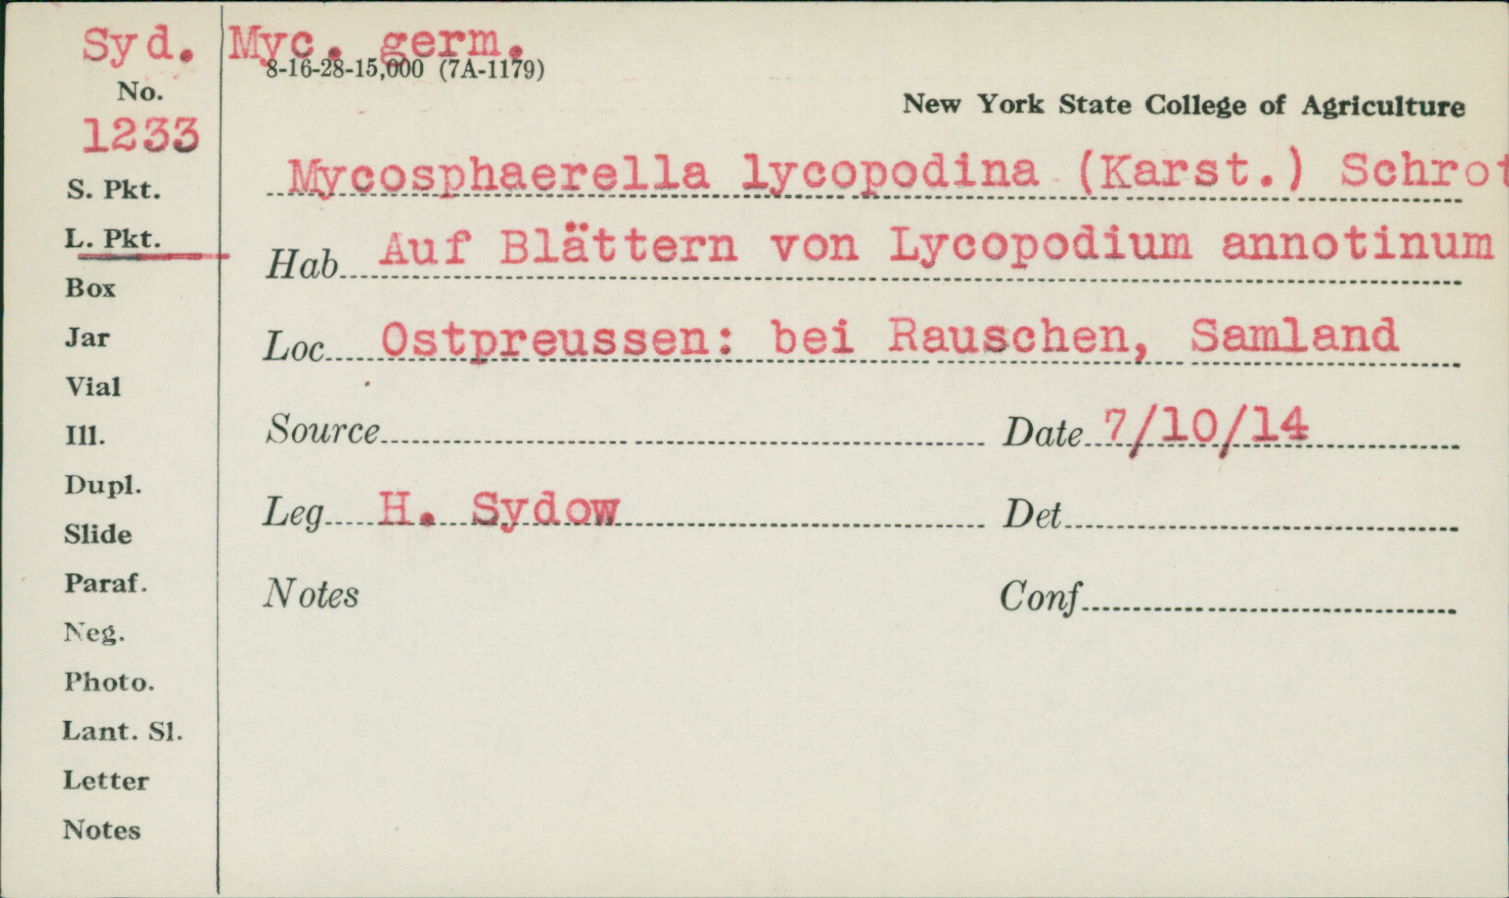 Syd. Myc. germ.
8-16-28-15,000 (7A-1179)
No.
1233
New York State College of Agriculture
S. Pkt.
Mycosphaerella lycopodina (Karst.) Schrot
L. Pkt.
Hab Auf Blättern von Lycopodium annotinum
Box
Jar
Loc Ostpreussen: bei Rauschen, Samland
Vial
Ill.
Source Date 7/10/14
Dupl.
Slide
Leg H. Sydow Det
Paraf.
Notes Conf
Neg.
Photo.
Lant. Sl.
Letter
Notes